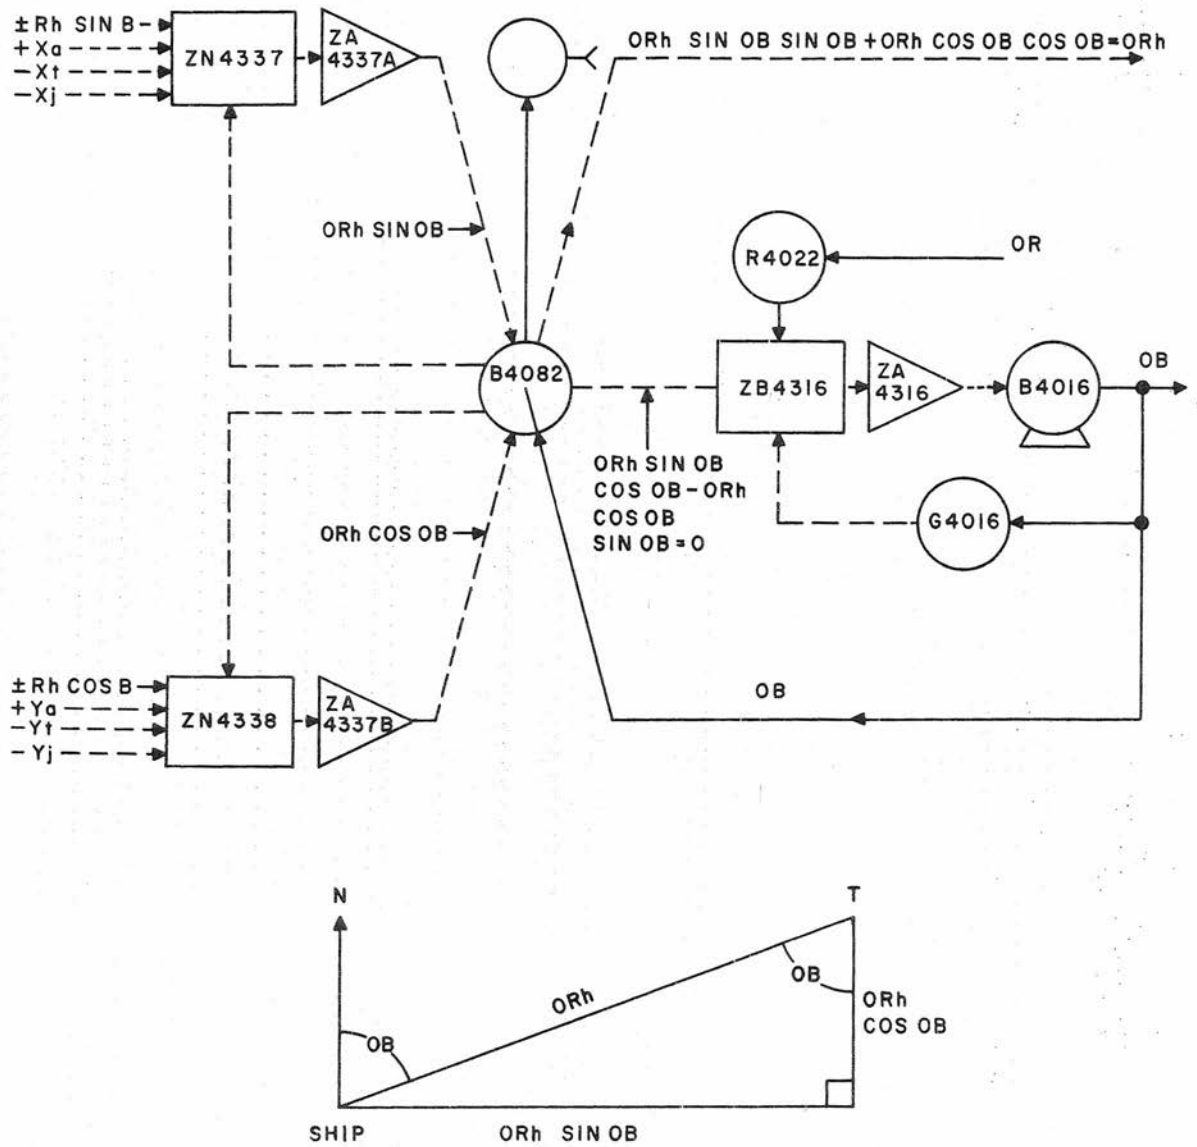 ± Rh SIN B
+ Xa
- Xt
- Xj
ZN4337
ZA
4337A
ORh SIN OB SIN OB + ORh COS OB COS OB = ORh
ORh SIN OB
R4022
OR
B4082
ZB4316
ZA
4316
B4016
OB
ORh SIN OB
COS OB - ORh
COS OB
SIN OB = O
G4016
ORh COS OB
± Rh COS B
+ Ya
- Yt
- Yj
ZN4338
ZA
4337B
OB
N
T
ORh
OB
OB
ORh
COS OB
SHIP
ORh SIN OB